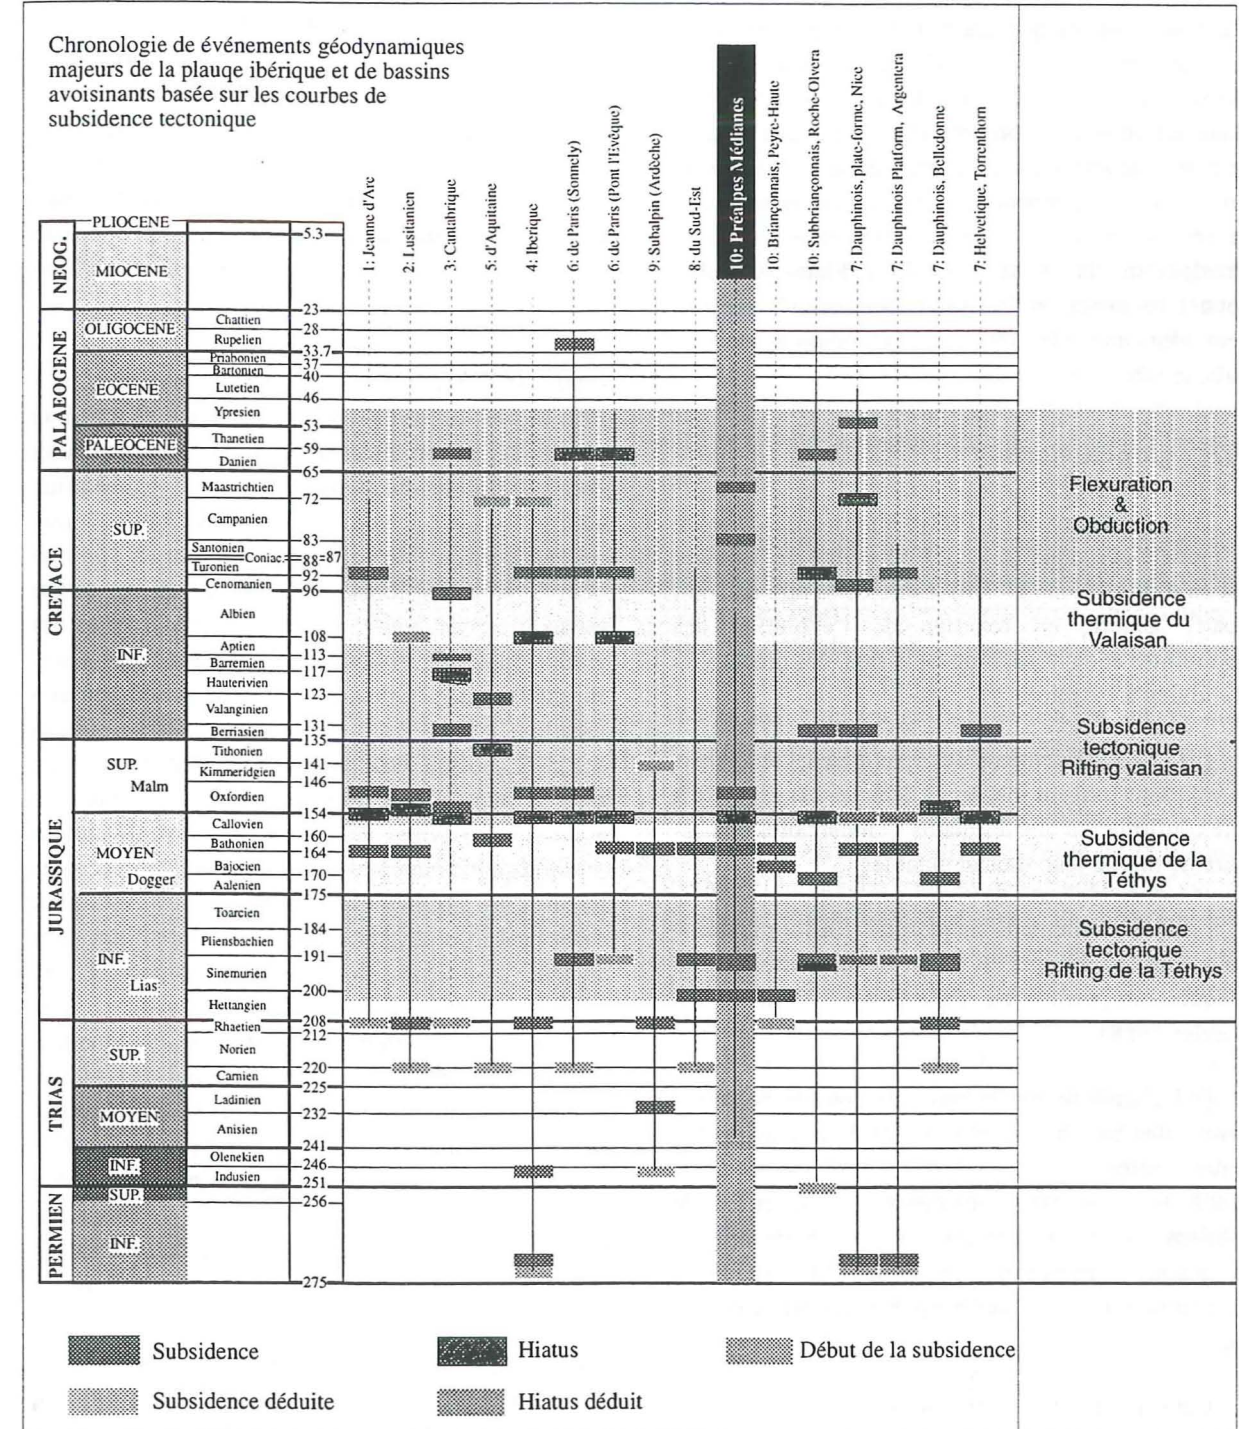 Chronologie de événements géodynamiques
majeurs de la plauqe ibérique et de bassins
avoisinants basée sur les courbes de
subsidence tectonique
1: Jeanne d'Arc
2: Lusitanien
3: Cantabrique
5: d'Aquitaine
4: Iberique
6: de Paris (Sonnely)
6: de Paris (Pont l'Evêque)
9: Subalpin (Ardèche)
8: du Sud-Est
10: Préalpes Médianes
10: Briançonnais, Peyre-Haute
10: Subbriançonnais, Roche-Olvera
7: Dauphinois, plate-forme, Nice
7: Dauphinois Platform, Argentera
7: Dauphinois, Belledonne
7: Helvetique, Torrenthorn
NEOG.
PALAEOGENE
CRETACE
JURASSIQUE
TRIAS
PERMIEN
PLIOCENE
5.3
MIOCENE
23
OLIGOCENE
Chattien
28
Rupelien
33.7
EOCENE
Priabonien
37
Bartonien
40
Lutetien
46
Ypresien
53
PALEOCENE
Thanetien
59
Danien
65
SUP.
Maastrichtien
72
Campanien
83
Santonien
Coniac.
87
88
Turonien
92
Cenomanien
96
INF.
Albien
108
Aptien
113
Barremien
117
Hauterivien
123
Valanginien
131
Berriasien
135
SUP.
Malm
Tithonien
141
Kimmeridgien
146
Oxfordien
154
MOYEN
Dogger
Callovien
160
Bathonien
164
Bajocien
170
Aalenien
175
INF.
Lias
Toarcien
184
Pliensbachien
191
Sinemurien
200
Hettangien
208
SUP.
Rhaetien
212
Norien
220
Carnien
225
MOYEN
Ladinien
232
Anisien
241
INF.
Olenekien
246
Indusien
251
SUP.
256
INF.
275
Flexuration
&
Obduction
Subsidence
thermique du
Valaisan
Subsidence
tectonique
Rifting valaisan
Subsidence
thermique de la
Téthys
Subsidence
tectonique
Rifting de la Téthys
Subsidence
Hiatus
Début de la subsidence
Subsidence déduite
Hiatus déduit